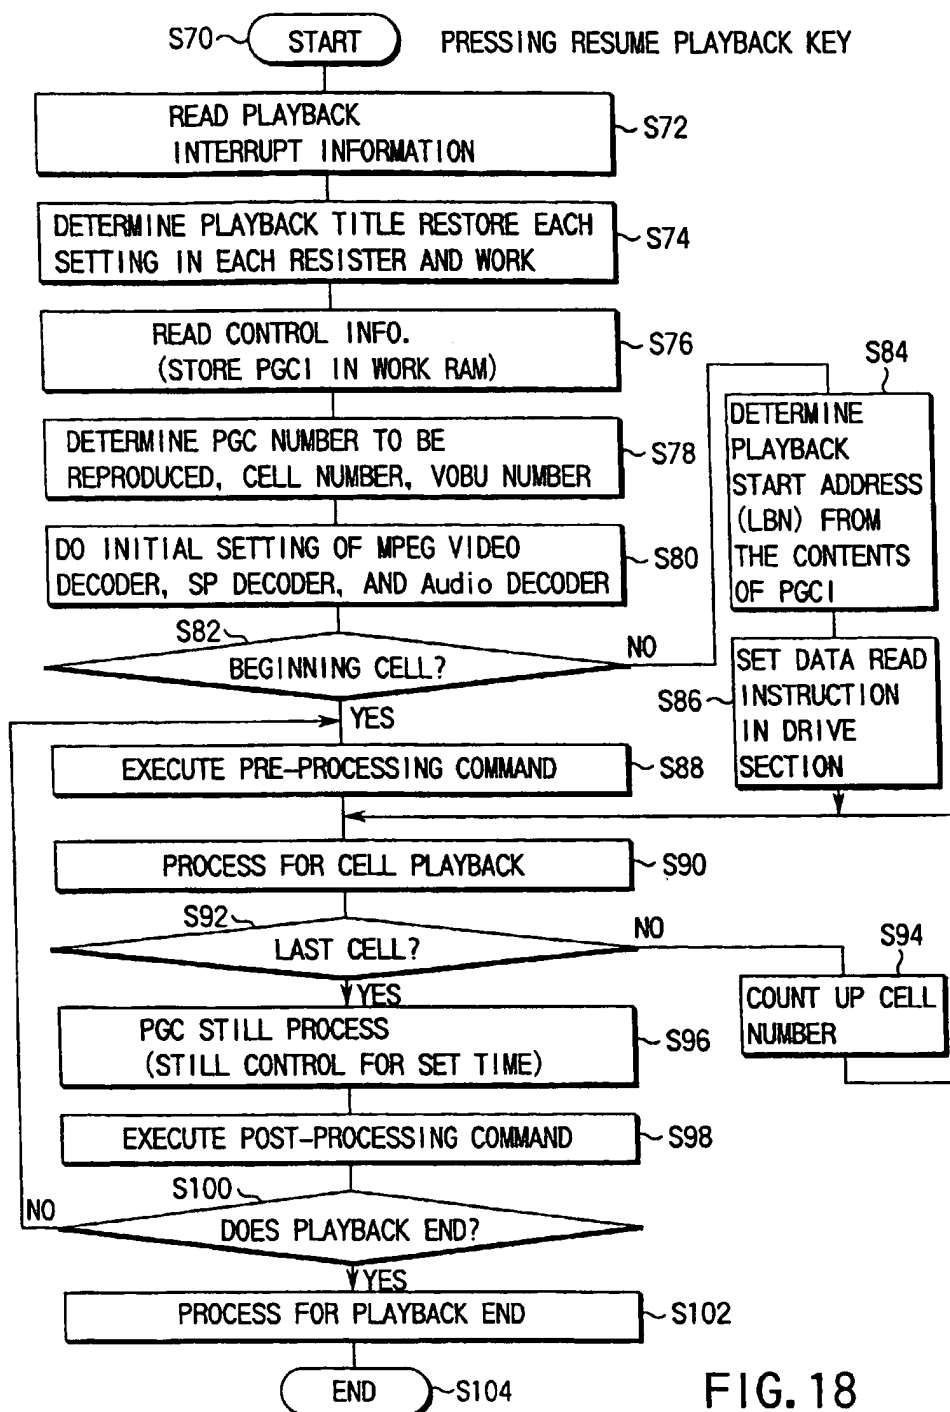 S70
START
PRESSING RESUME PLAYBACK KEY
READ PLAYBACK
INTERRUPT INFORMATION
S72
DETERMINE PLAYBACK TITLE RESTORE EACH
SETTING IN EACH RESISTER AND WORK
S74
READ CONTROL INFO.
(STORE PGCI IN WORK RAM)
S76
DETERMINE PGC NUMBER TO BE
REPRODUCED, CELL NUMBER, VOBU NUMBER
S78
DO INITIAL SETTING OF MPEG VIDEO
DECODER, SP DECODER, AND Audio DECODER
S80
S82
BEGINNING CELL?
NO
YES
S84
DETERMINE
PLAYBACK
START ADDRESS
(LBN) FROM
THE CONTENTS
OF PGCI
S86
SET DATA READ
INSTRUCTION
IN DRIVE
SECTION
EXECUTE PRE-PROCESSING COMMAND
S88
PROCESS FOR CELL PLAYBACK
S90
S92
LAST CELL?
NO
YES
S94
COUNT UP CELL
NUMBER
PGC STILL PROCESS
(STILL CONTROL FOR SET TIME)
S96
EXECUTE POST-PROCESSING COMMAND
S98
S100
DOES PLAYBACK END?
NO
YES
PROCESS FOR PLAYBACK END
S102
END
S104
FIG. 18